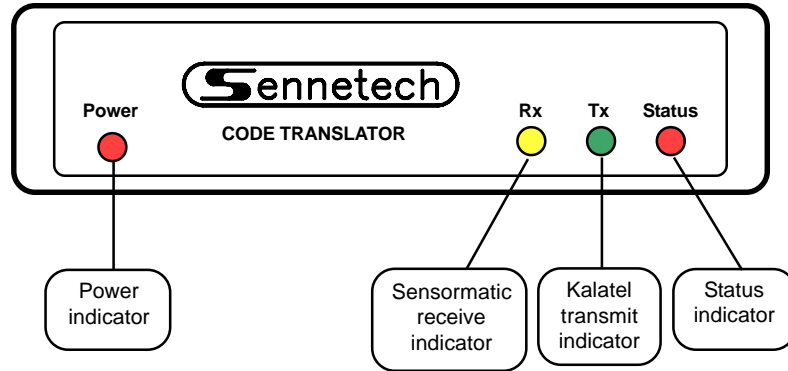 Sennetech
Power
CODE TRANSLATOR
Rx
Tx
Status
Power
indicator
Sensormatic
receive
indicator
Kalatel
transmit
indicator
Status
indicator